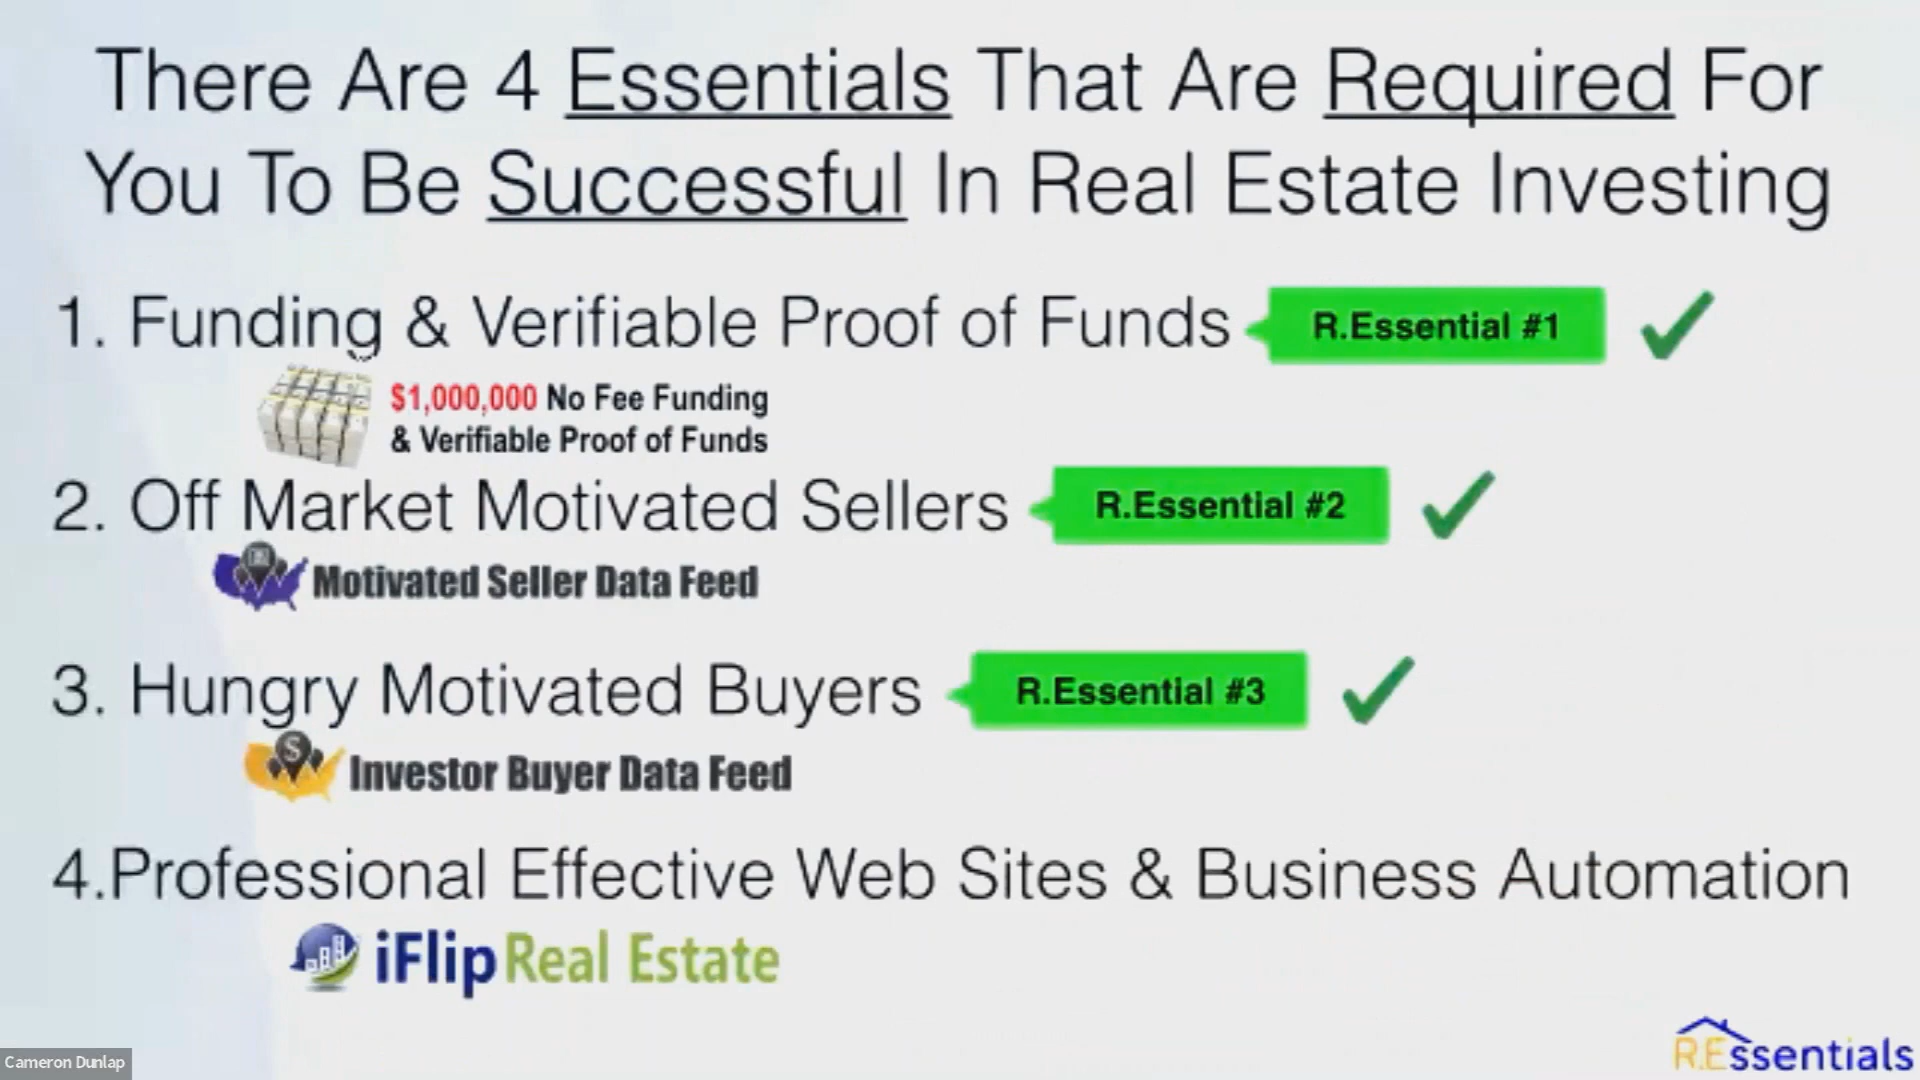 There Are 4 Essentials That Are Required For
You To Be Successful In Real Estate Investing
1. Funding & Verifiable Proof of Funds R.Essential #1
$1,000,000 No Fee Funding
& Verifiable Proof of Funds
2. Off Market Motivated Sellers R.Essential #2
Motivated Seller Data Feed
3. Hungry Motivated Buyers R.Essential #3
$ Investor Buyer Data Feed
4.Professional Effective Web Sites & Business Automation
iFlip Real Estate
R.Essentials
Cameron Dunlap